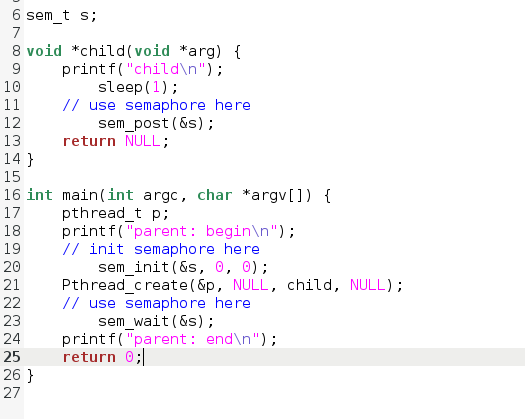 6 sem_t s;
7
8 void *child(void *arg) {
9     printf("child\n");
10         sleep(1);
11     // use semaphore here
12         sem_post(&s);
13     return NULL;
14 }
15
16 int main(int argc, char *argv[]) {
17     pthread_t p;
18     printf("parent: begin\n");
19     // init semaphore here
20         sem_init(&s, 0, 0);
21     Pthread_create(&p, NULL, child, NULL);
22     // use semaphore here
23         sem_wait(&s);
24     printf("parent: end\n");
25     return 0;
26 }
27